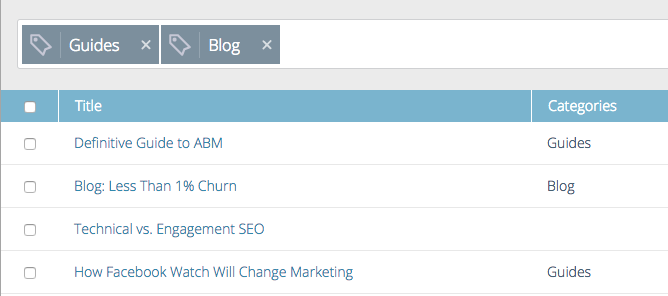 Guides × Blog ×
Title Categories
Definitive Guide to ABM Guides
Blog: Less Than 1% Churn Blog
Technical vs. Engagement SEO
How Facebook Watch Will Change Marketing Guides